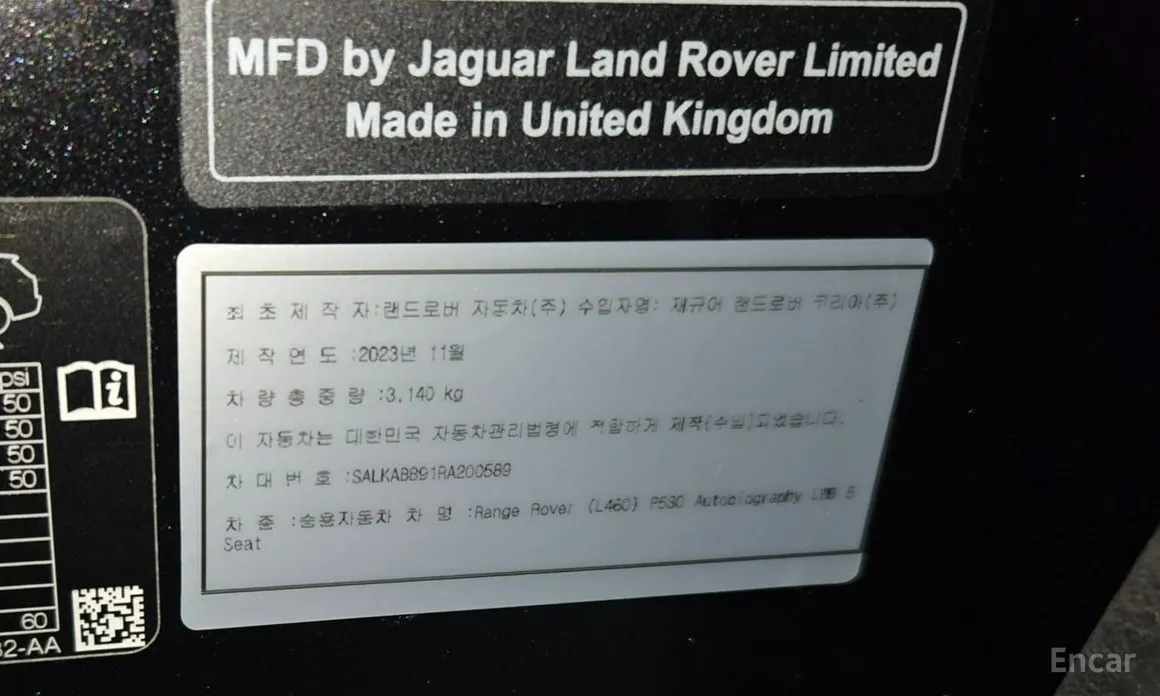 MFD by Jaguar Land Rover Limited
Made in United Kingdom
최 초 제 작 자:랜드로버 자동차(주) 수입자명: 재규어 랜드로버 코리아(주)
제 작 연 도 :2023년 11월
차 량 총 중 량 :3,140 kg
이 자동차는 대한민국 자동차관리법령에 적합하게 제작(수입)되었습니다.
차 대 번 호 :SALKABB91RA200589
차 종 :승용자동차 차 명 :Range Rover (L460) P530 Autobiography LWB 5
Seat
psi
50
50
50
50
60
32-AA
i
Encar